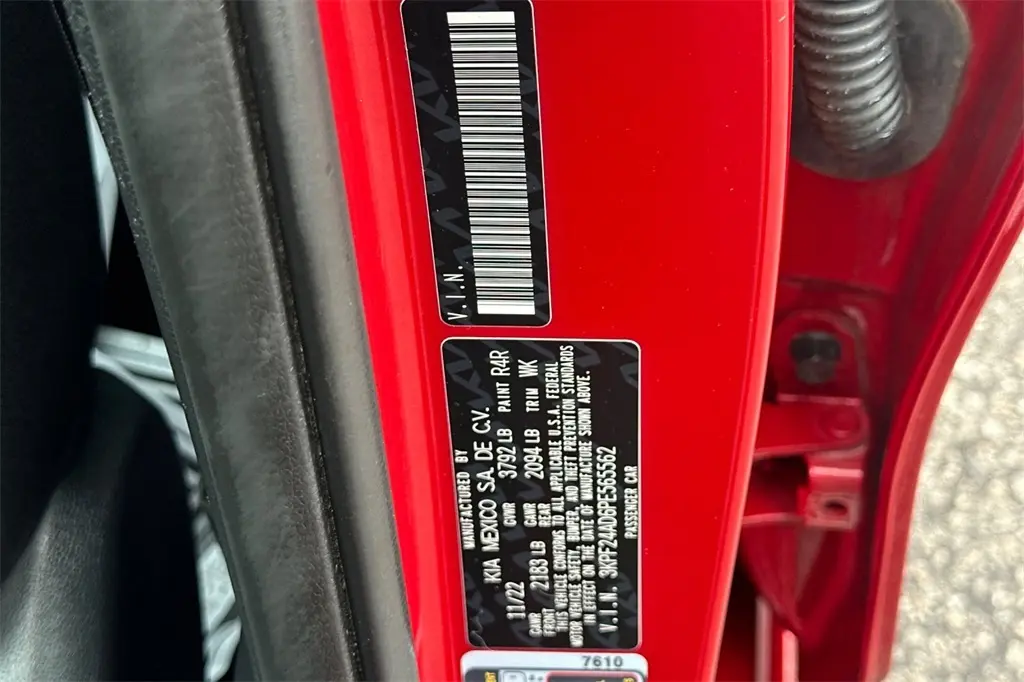 V.I.N.
MANUFACTURED BY
KIA MEXICO S.A. DE C.V.
11/22 GVWR 3792 LB PAINT R4R
GAWR FRONT 2183 LB GAWR REAR 2094 LB TRIM WK
THIS VEHICLE CONFORMS TO ALL APPLICABLE U.S.A. FEDERAL
MOTOR VEHICLE SAFETY, BUMPER, AND THEFT PREVENTION STANDARDS
IN EFFECT ON THE DATE OF MANUFACTURE SHOWN ABOVE.
V.I.N. 3KPF24AD6PE565562
PASSENGER CAR
7610